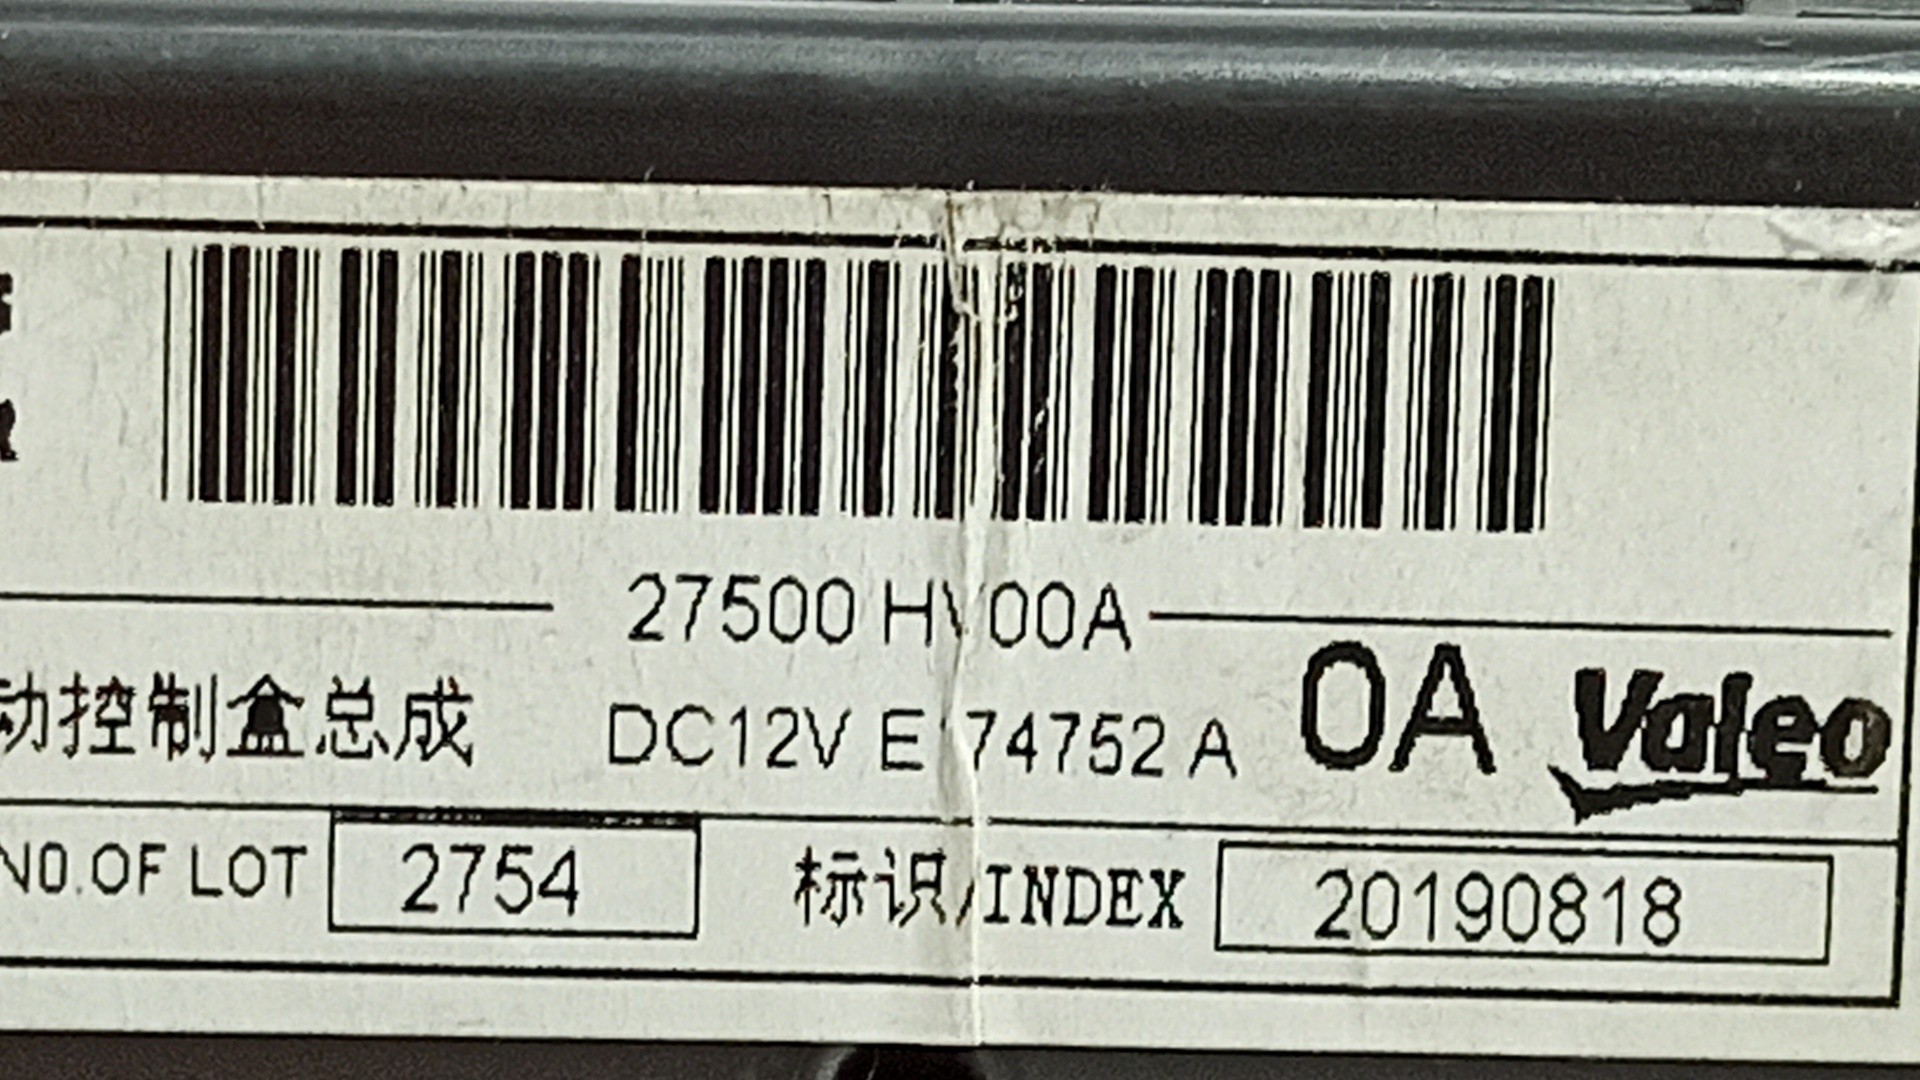 27500 HV00A
动控制盒总成 DC12V E 74752 A 0A Valeo
NO.OF LOT 2754 标识/INDEX 20190818